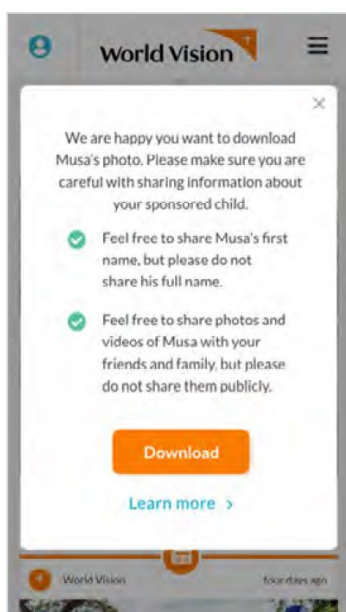 World Vision
We are happy you want to download
Musa's photo. Please make sure you are
careful with sharing information about
your sponsored child.
Feel free to share Musa's first
name, but please do not
share his full name.
Feel free to share photos and
videos of Musa with your
friends and family, but please
do not share them publicly.
Download
Learn more >
World Vision four days ago